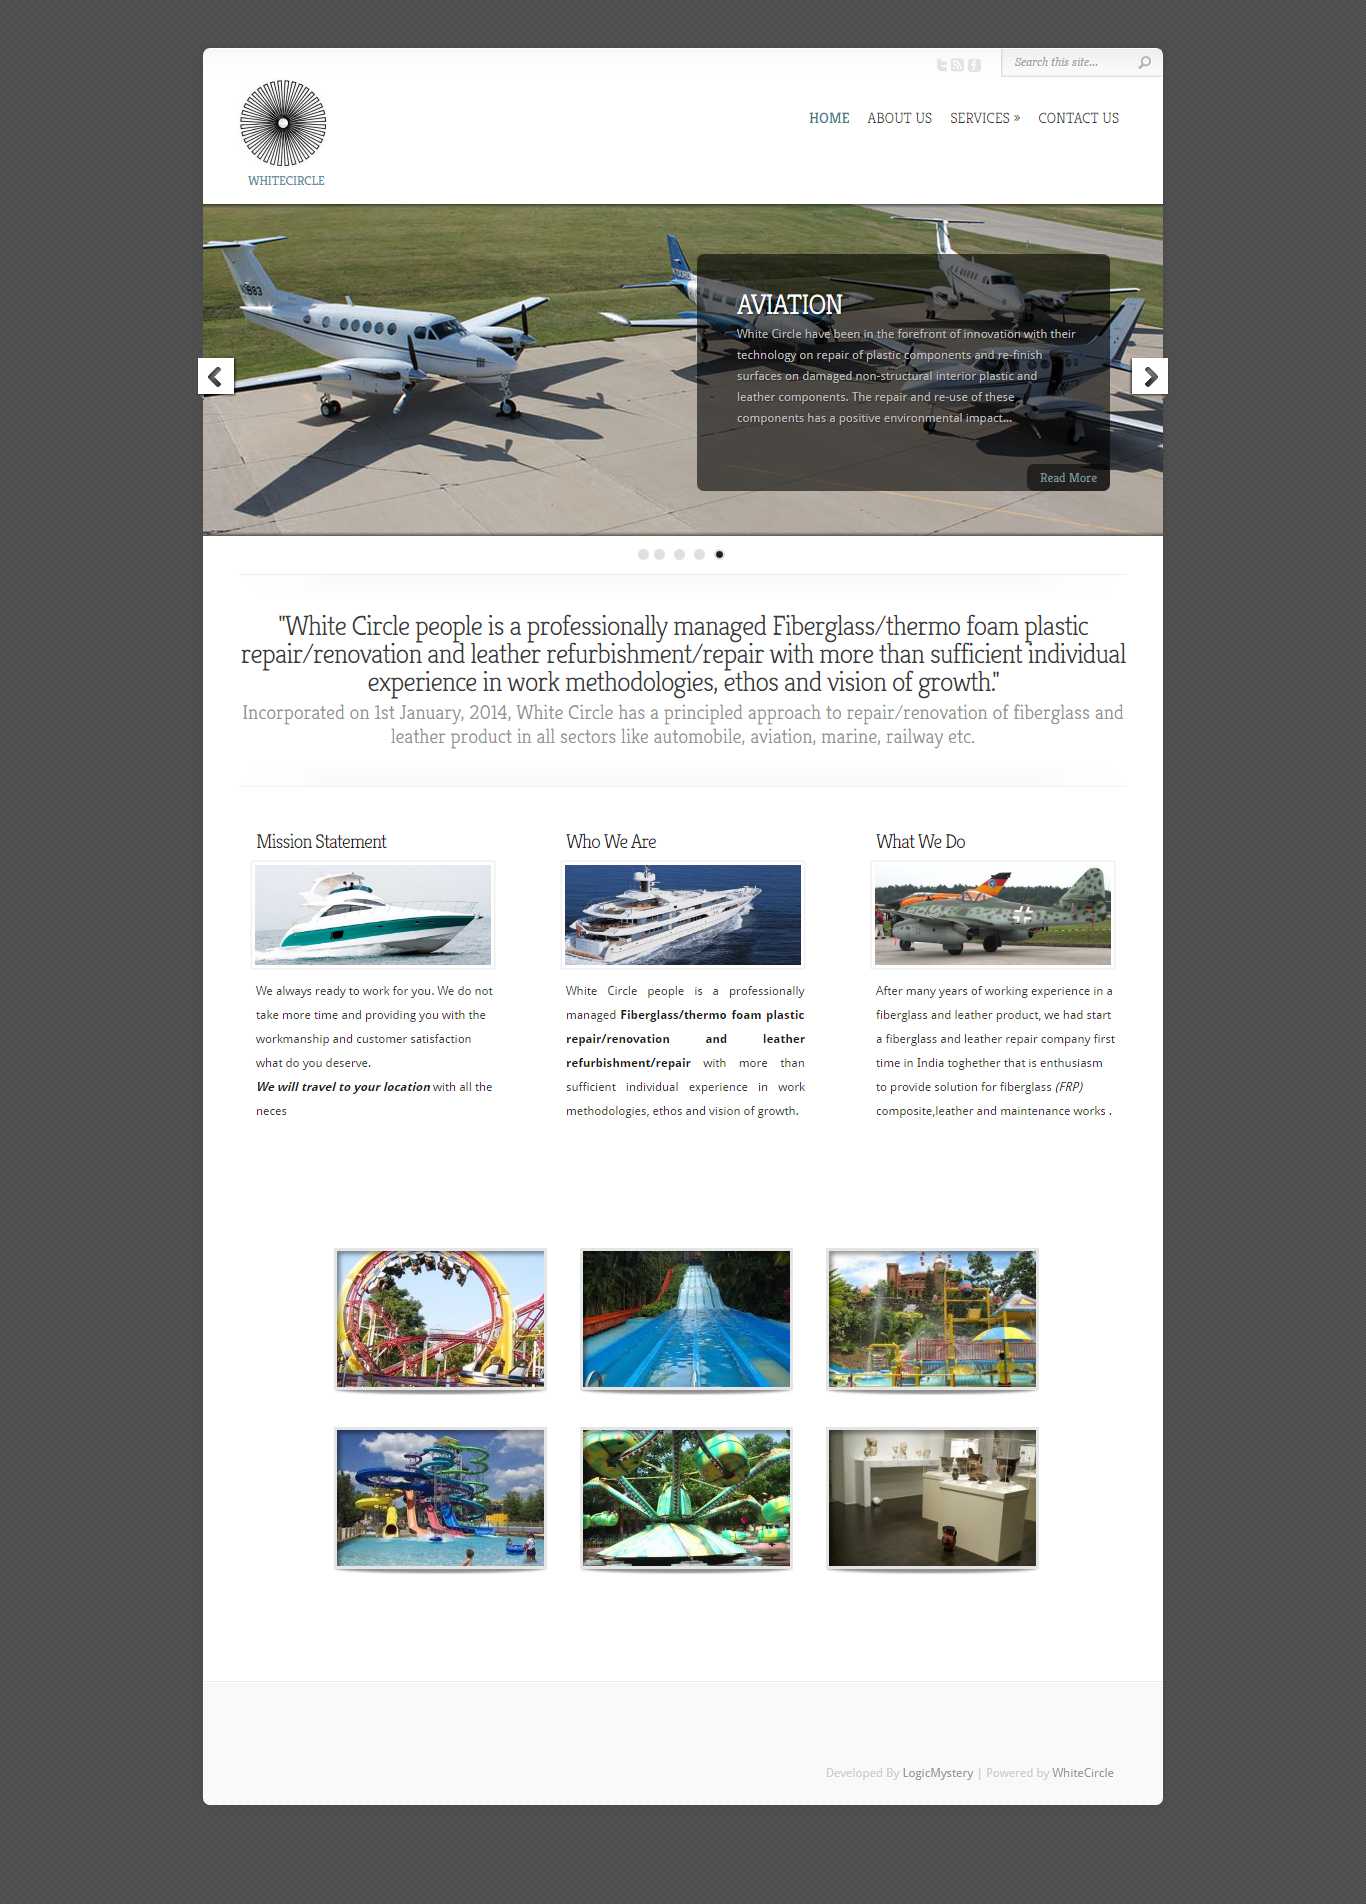 Search this site...
HOME ABOUT US SERVICES » CONTACT US
WHITECIRCLE
AVIATION
White Circle have been in the forefront of innovation with their
technology on repair of plastic components and re-finish
surfaces on damaged non-structural interior plastic and
leather components. The repair and re-use of these
components has a positive environmental impact...
Read More
"White Circle people is a professionally managed Fiberglass/thermo foam plastic
repair/renovation and leather refurbishment/repair with more than sufficient individual
experience in work methodologies, ethos and vision of growth."
Incorporated on 1st January, 2014, White Circle has a principled approach to repair/renovation of fiberglass and
leather product in all sectors like automobile, aviation, marine, railway etc.
Mission Statement
We always ready to work for you. We do not
take more time and providing you with the
workmanship and customer satisfaction
what do you deserve.
We will travel to your location with all the
neces
Who We Are
White Circle people is a professionally
managed Fiberglass/thermo foam plastic
repair/renovation and leather
refurbishment/repair with more than
sufficient individual experience in work
methodologies, ethos and vision of growth.
What We Do
After many years of working experience in a
fiberglass and leather product, we had start
a fiberglass and leather repair company first
time in India toghether that is enthusiasm
to provide solution for fiberglass (FRP)
composite,leather and maintenance works .
Developed By LogicMystery | Powered by WhiteCircle